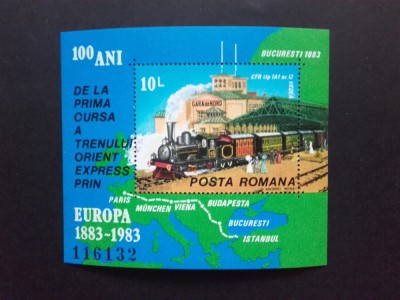 100 ANI
BUCURESTI 1883
DE LA
PRIMA
CURSA
A
TRENULUI
ORIENT
EXPRESS
PRIN
10L
CFR tip 1A1 nr. 12
GARA de NORD
POSTA ROMANA
PARIS
MÜNCHEN
VIENA
BUDAPESTA
BUCURESTI
ISTANBUL
EUROPA
1883-1983
116132